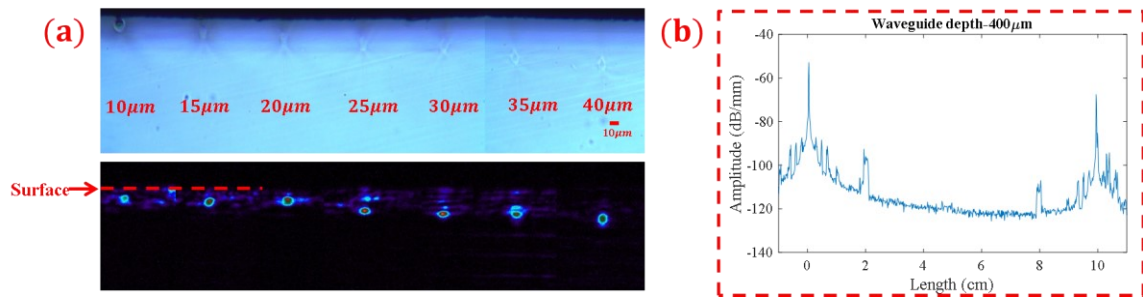 (a)
10μm 15μm 20μm 25μm 30μm 35μm 40μm
10μm
Surface
(b)
Waveguide depth-400μm
-40
-60
-80
-100
-120
-140
Amplitude (dB/mm)
0 2 4 6 8 10
Length (cm)